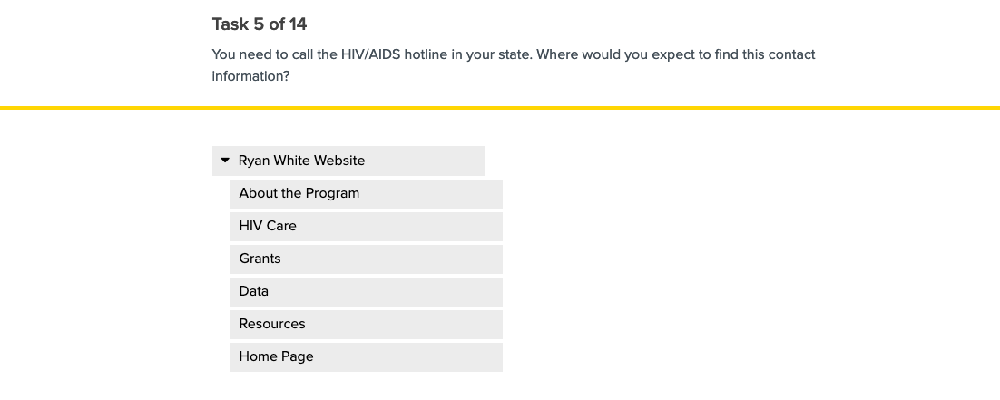 Task 5 of 14
You need to call the HIV/AIDS hotline in your state. Where would you expect to find this contact
information?
Ryan White Website
About the Program
HIV Care
Grants
Data
Resources
Home Page